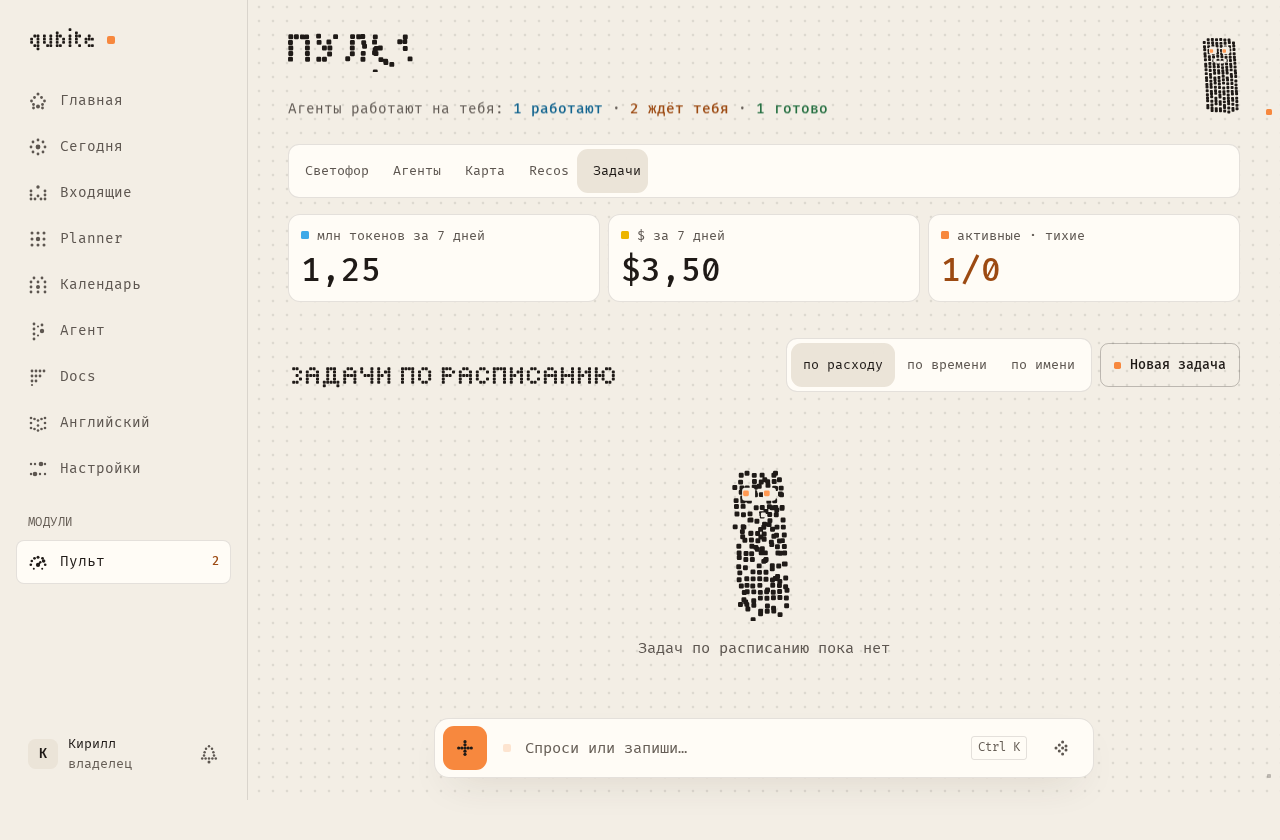 qubite
Главная
Сегодня
Входящие
Planner
Календарь
Агент
Docs
Английский
Настройки
МОДУЛИ
Пульт 2
К Кирилл
владелец
Агенты работают на тебя: 1 работают · 2 ждёт тебя · 1 готово
Светофор Агенты Карта Recos Задачи
млн токенов за 7 дней
1,25
$ за 7 дней
$3,50
активные · тихие
1/0
ЗАДАЧИ ПО РАСПИСАНИЮ
по расходу по времени по имени Новая задача
Задач по расписанию пока нет
Спроси или запиши… Ctrl K